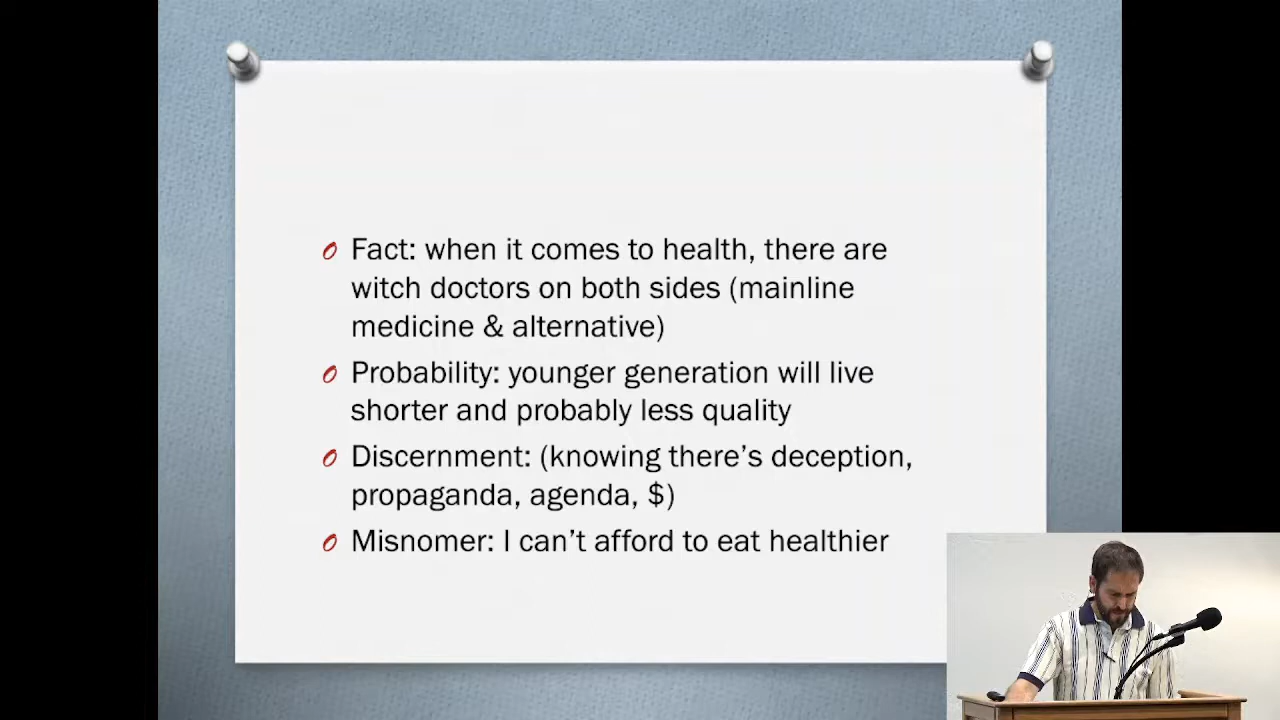 Fact: when it comes to health, there are
witch doctors on both sides (mainline
medicine & alternative)
Probability: younger generation will live
shorter and probably less quality
Discernment: (knowing there's deception,
propaganda, agenda, $)
Misnomer: I can't afford to eat healthier